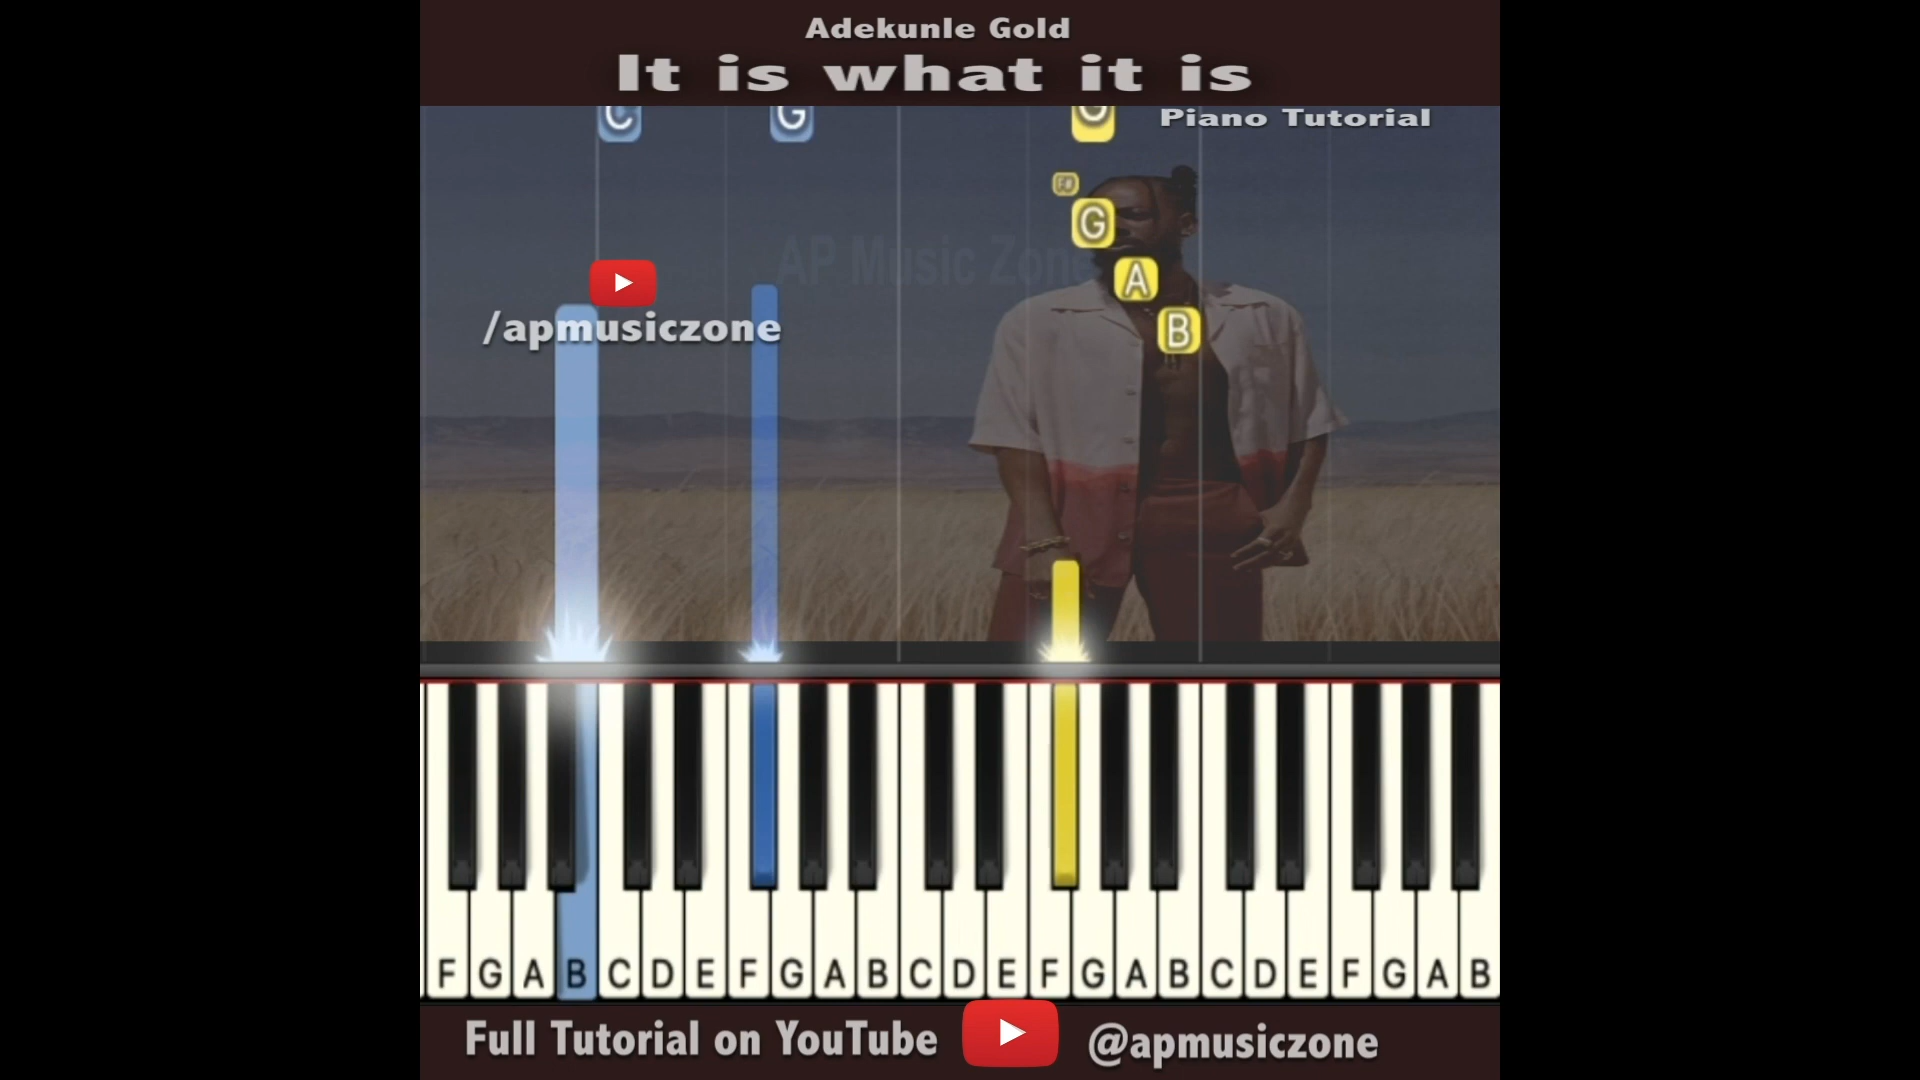 Adekunle Gold
It is what it is
Piano Tutorial
C G G
F#
G
AP Music Zone
A
B
/apmusiczone
F G A B C D E F G A B C D E F G A B C D E F G A B
Full Tutorial on YouTube @apmusiczone